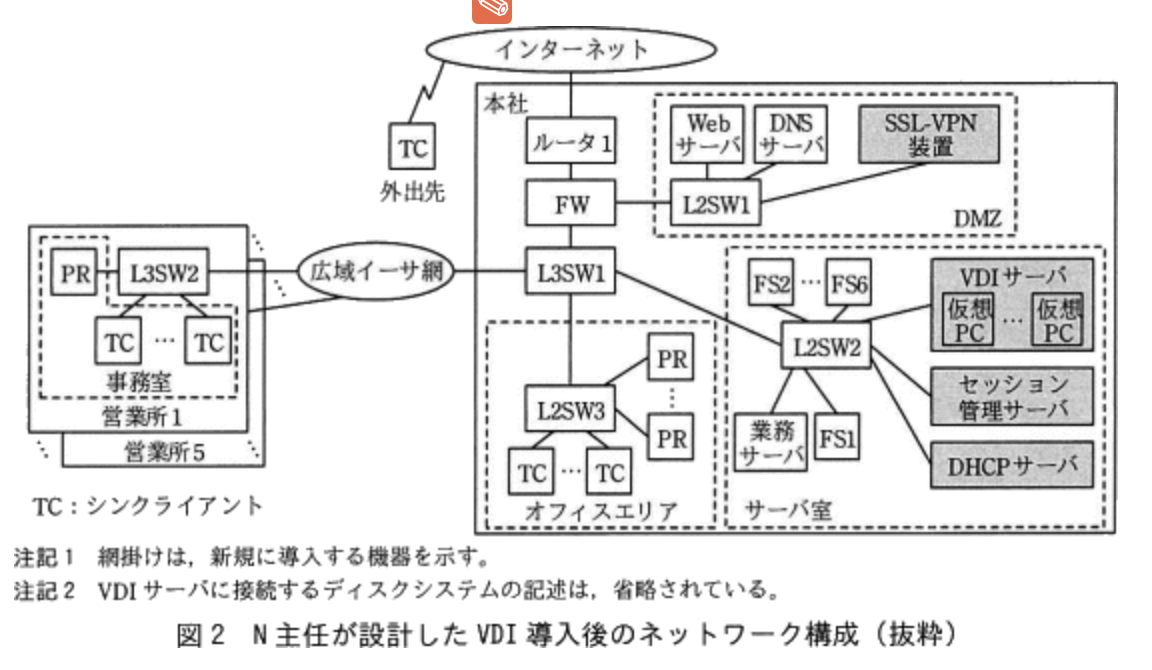 インターネット
本社
ルータ1
Web
サーバ
DNS
サーバ
SSL-VPN
装置
TC
外出先
FW
L2SW1
DMZ
PR
L3SW2
広域イーサ網
L3SW1
FS2
…
FS6
VDIサーバ
仮想
PC
…
仮想
PC
TC
…
TC
事務室
営業所1
営業所5
L2SW2
PR
…
PR
L2SW3
TC
…
TC
オフィスエリア
セッション
管理サーバ
業務
サーバ
FS1
DHCPサーバ
サーバ室
TC:シンクライアント
注記1 網掛けは,新規に導入する機器を示す。
注記2 VDIサーバに接続するディスクシステムの記述は,省略されている。
図2 N主任が設計したVDI導入後のネットワーク構成(抜粋)